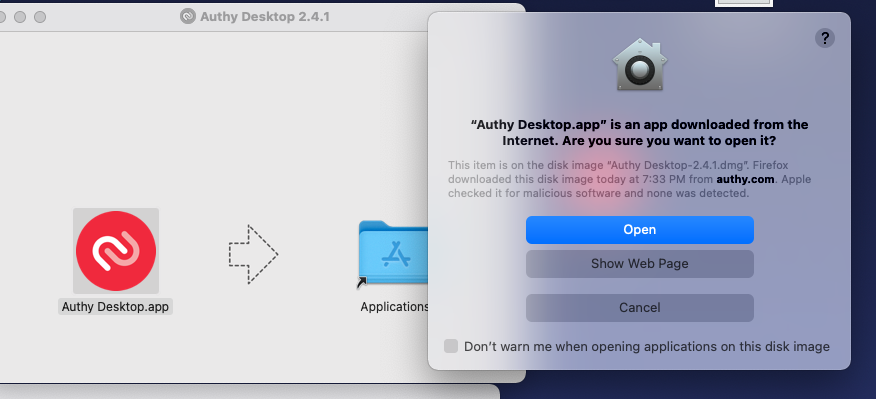 Authy Desktop 2.4.1
Authy Desktop.app
Applications
?
“Authy Desktop.app” is an app downloaded from the
Internet. Are you sure you want to open it?
This item is on the disk image “Authy Desktop-2.4.1.dmg”. Firefox
downloaded this disk image today at 7:33 PM from authy.com. Apple
checked it for malicious software and none was detected.
Open
Show Web Page
Cancel
Don’t warn me when opening applications on this disk image